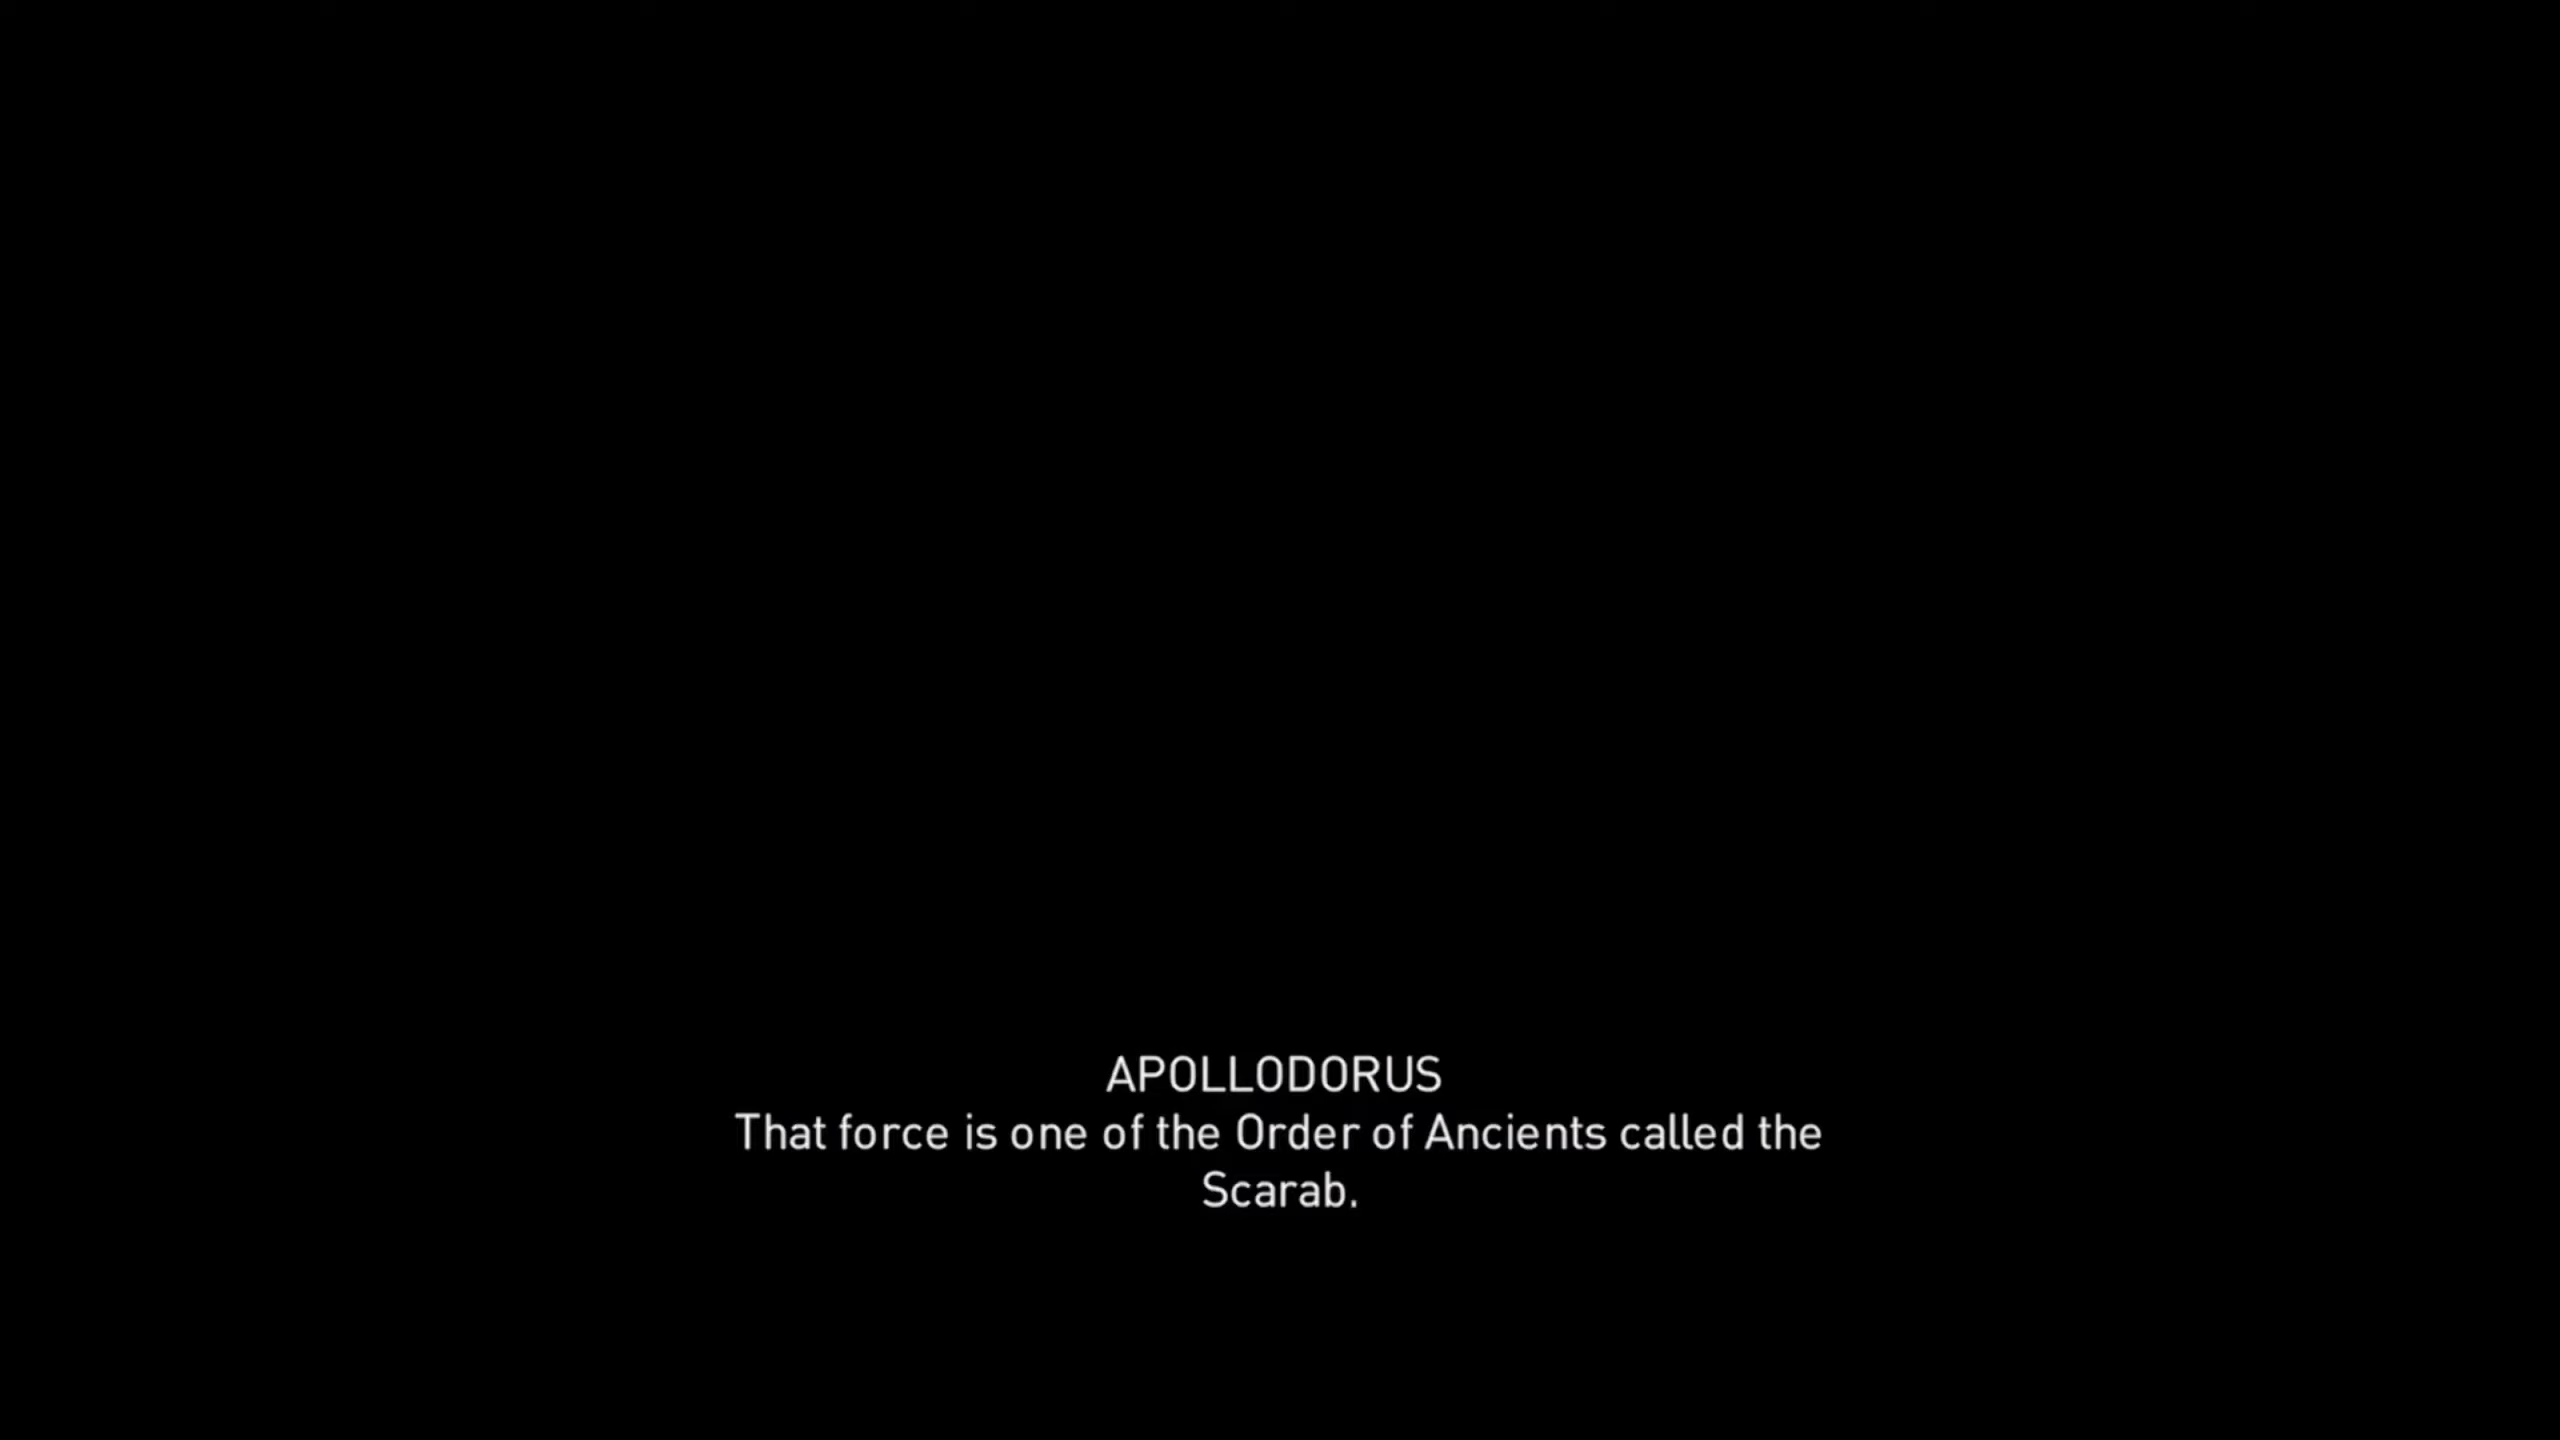 APOLLODORUS
That force is one of the Order of Ancients called the
Scarab.